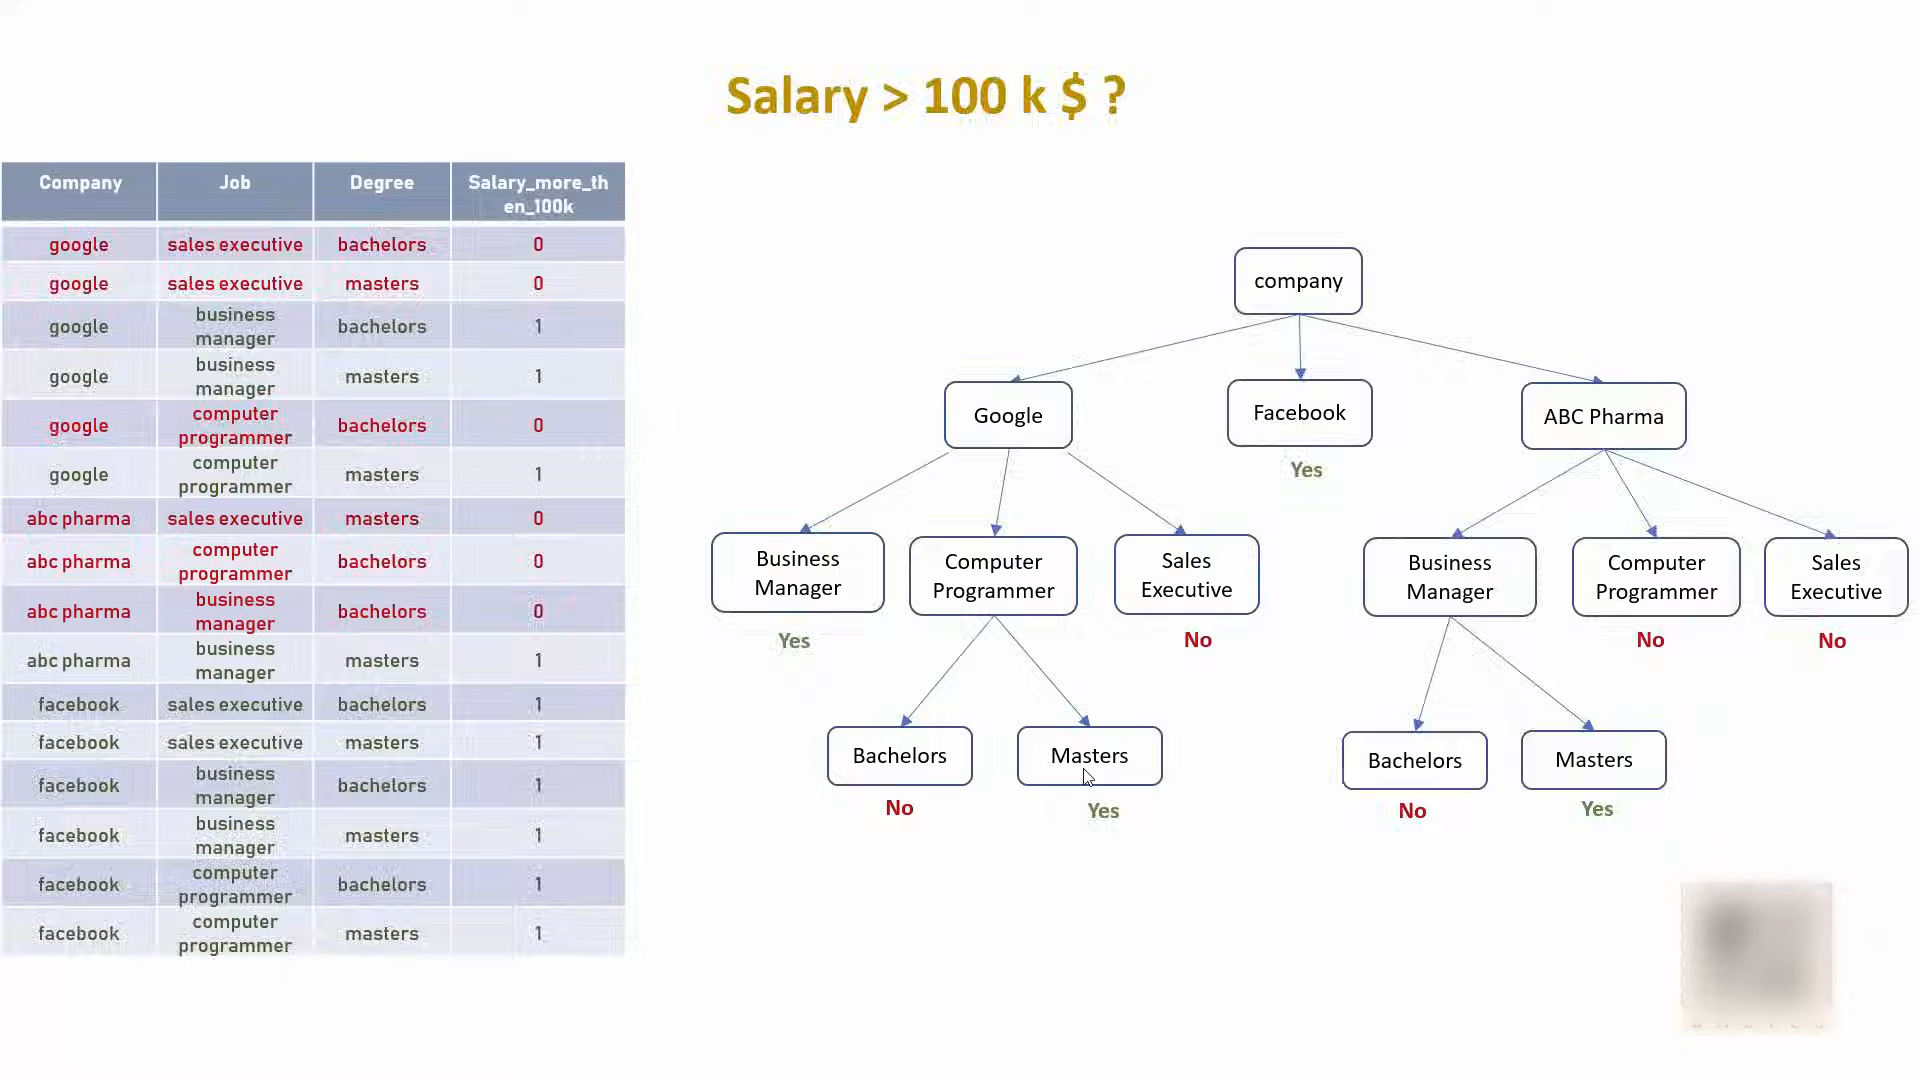 Salary > 100 k $ ?
Company Job Degree Salary_more_th
en_100k
google sales executive bachelors 0
google sales executive masters 0
google business
manager bachelors 1
google business
manager masters 1
google computer
programmer bachelors 0
google computer
programmer masters 1
abc pharma sales executive masters 0
abc pharma computer
programmer bachelors 0
abc pharma business
manager bachelors 0
abc pharma business
manager masters 1
facebook sales executive bachelors 1
facebook sales executive masters 1
facebook business
manager bachelors 1
facebook business
manager masters 1
facebook computer
programmer bachelors 1
facebook computer
programmer masters 1
company
Google Facebook ABC Pharma
Yes
Business
Manager
Computer
Programmer
Sales
Executive
Business
Manager
Computer
Programmer
Sales
Executive
Yes No No No
Bachelors Masters Bachelors Masters
No Yes No Yes